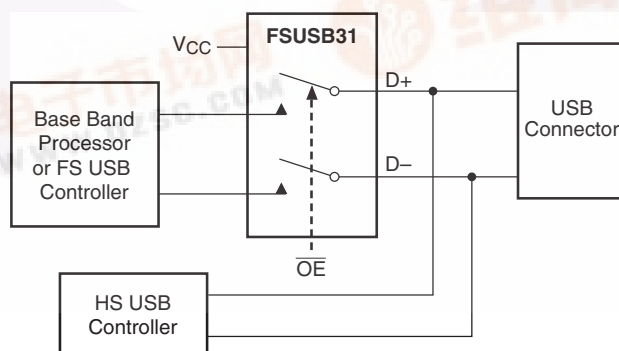 FSUSB31
VCC
D+
Base Band
Processor
or FS USB
Controller
USB
Connector
D–
OE
HS USB
Controller